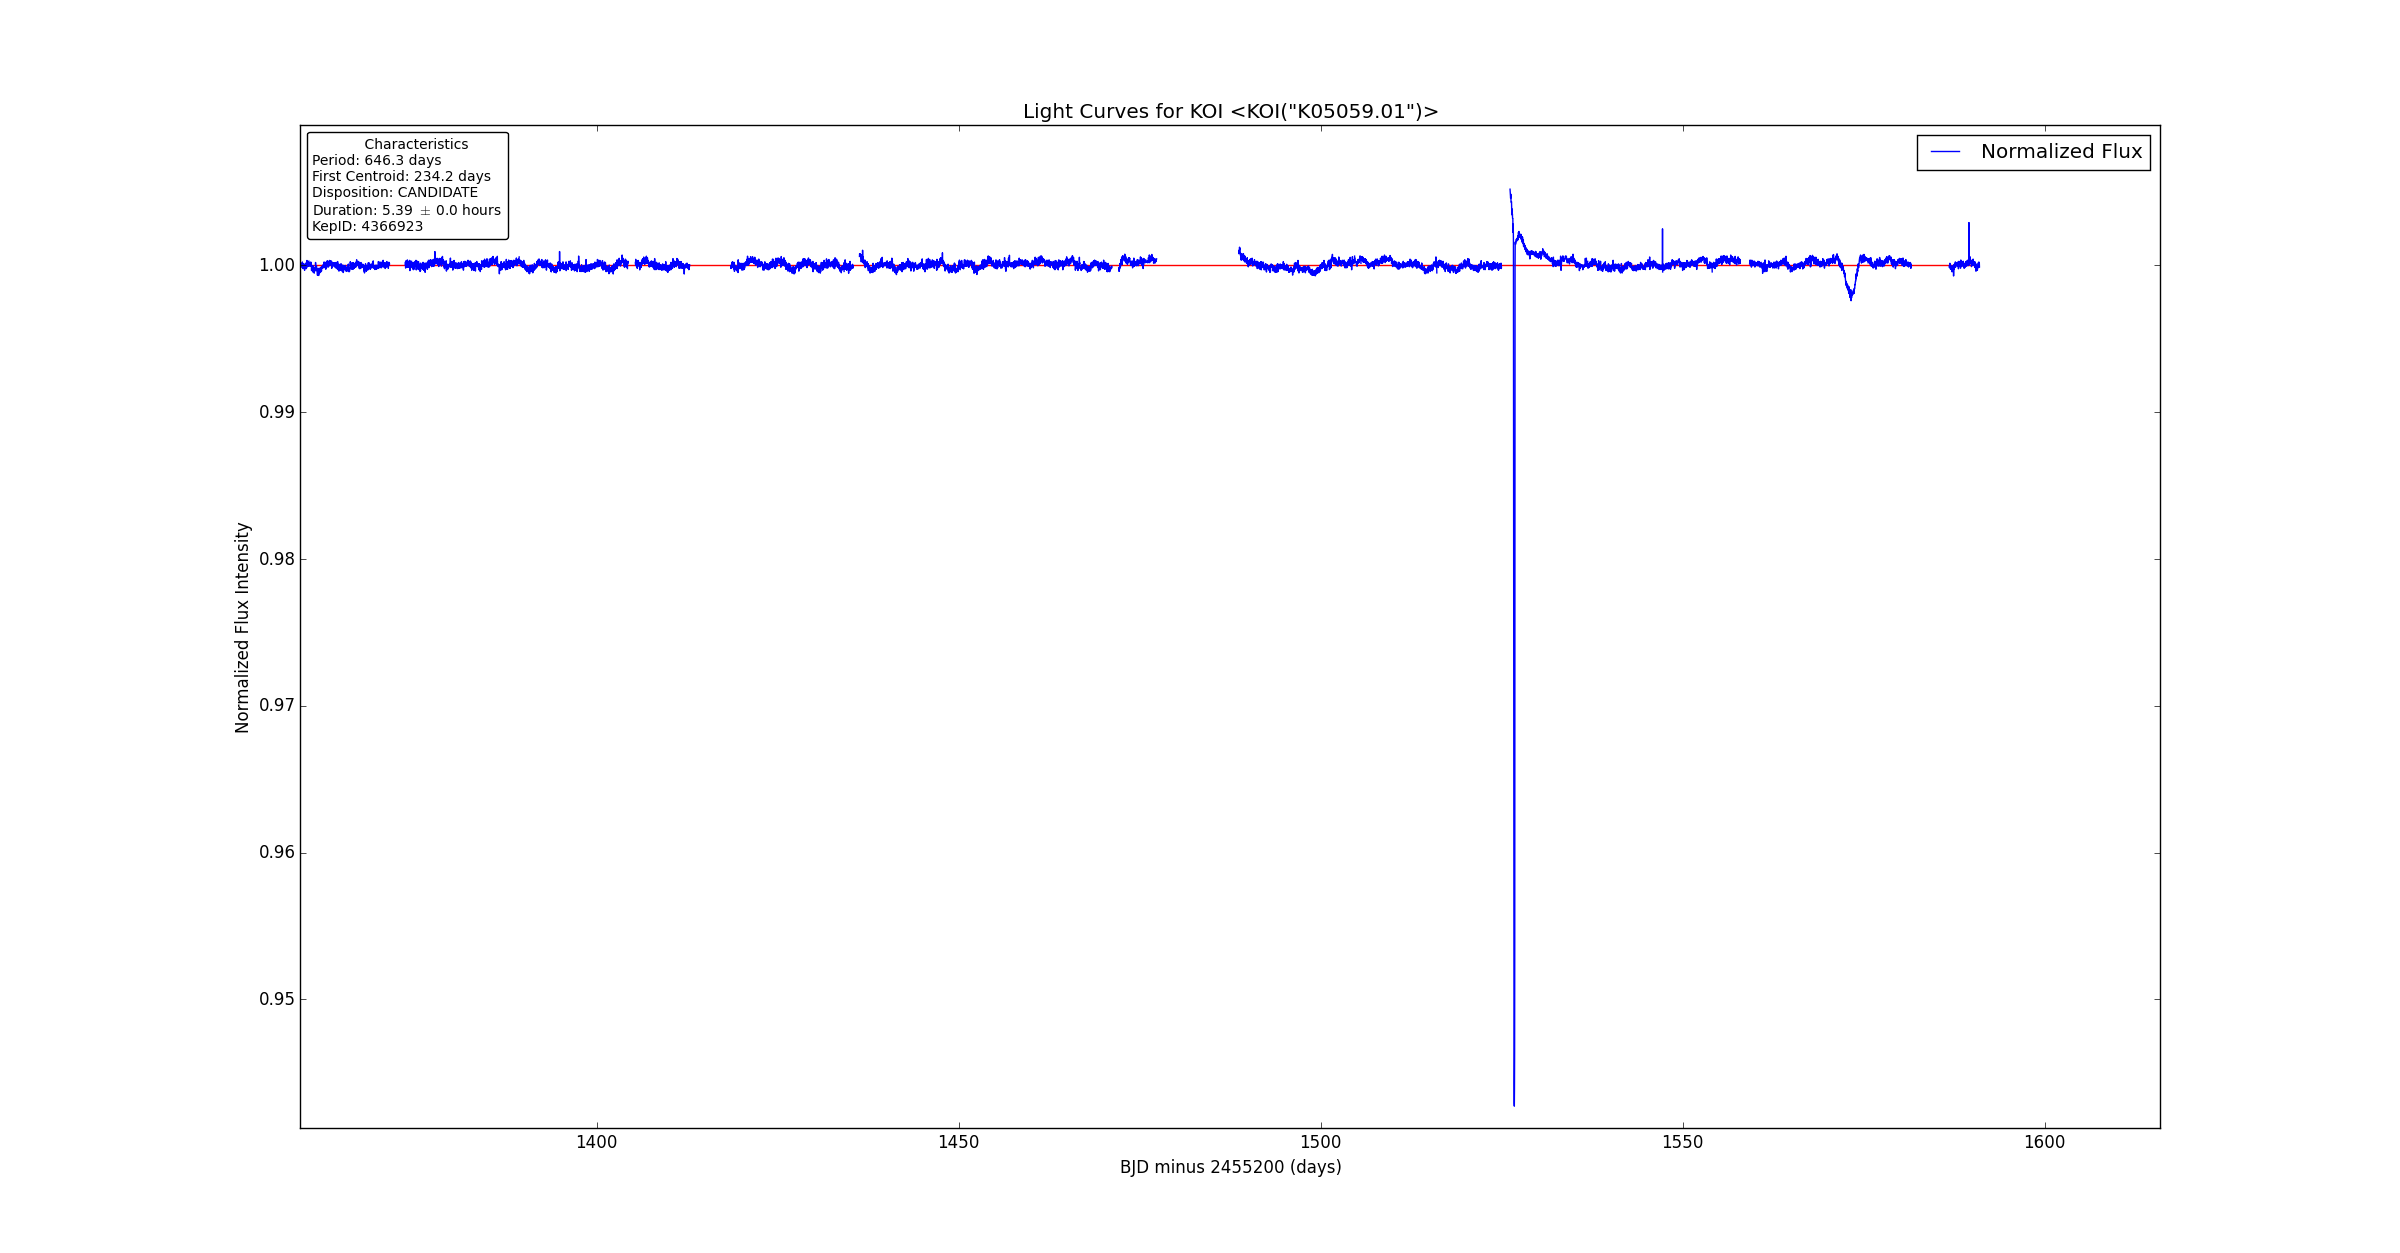 Light Curves for KOI <KOI("K05059.01")>
Characteristics
Period: 646.3 days
First Centroid: 234.2 days
Disposition: CANDIDATE
Duration: 5.39 ± 0.0 hours
KepID: 4366923
Normalized Flux
1.00
0.99
0.98
0.97
0.96
0.95
Normalized Flux Intensity
1400
1450
1500
1550
1600
BJD minus 2455200 (days)